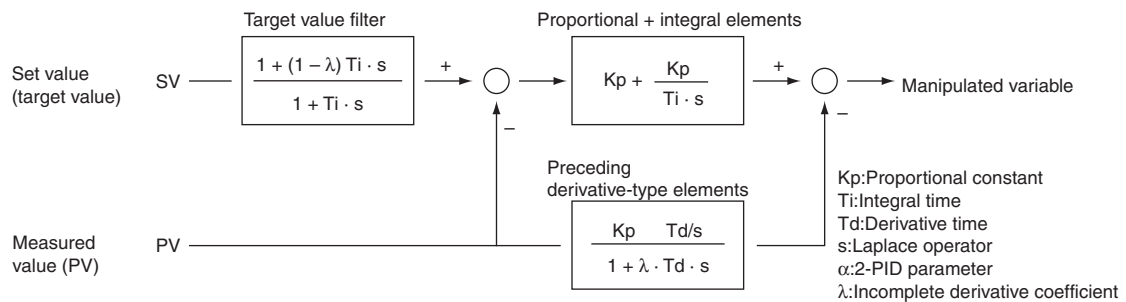 Target value filter
Proportional + integral elements
Set value
(target value)
SV
1 + (1 – λ) Ti · s
1 + Ti · s
+
–
Kp +
Kp
Ti · s
+
–
Manipulated variable
Preceding
derivative-type elements
Measured
value (PV)
PV
Kp Td/s
1 + λ · Td · s
Kp:Proportional constant
Ti:Integral time
Td:Derivative time
s:Laplace operator
α:2-PID parameter
λ:Incomplete derivative coefficient